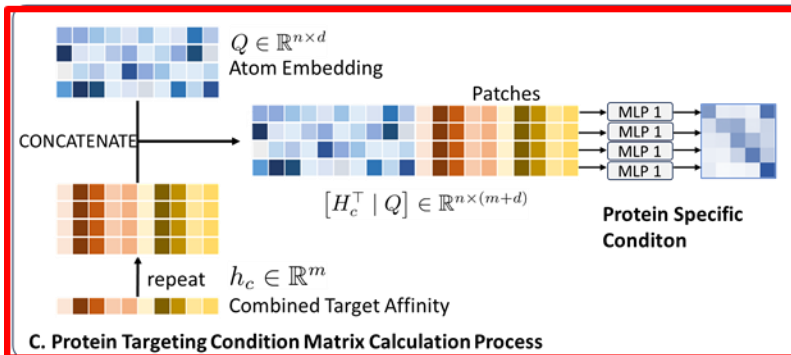 Q ∈ ℝ^{n×d}
Atom Embedding
Patches
CONCATENATE
MLP 1
MLP 1
MLP 1
MLP 1
[H_c^⊤ | Q] ∈ ℝ^{n×(m+d)}
Protein Specific
Conditon
repeat
h_c ∈ ℝ^m
Combined Target Affinity
C. Protein Targeting Condition Matrix Calculation Process